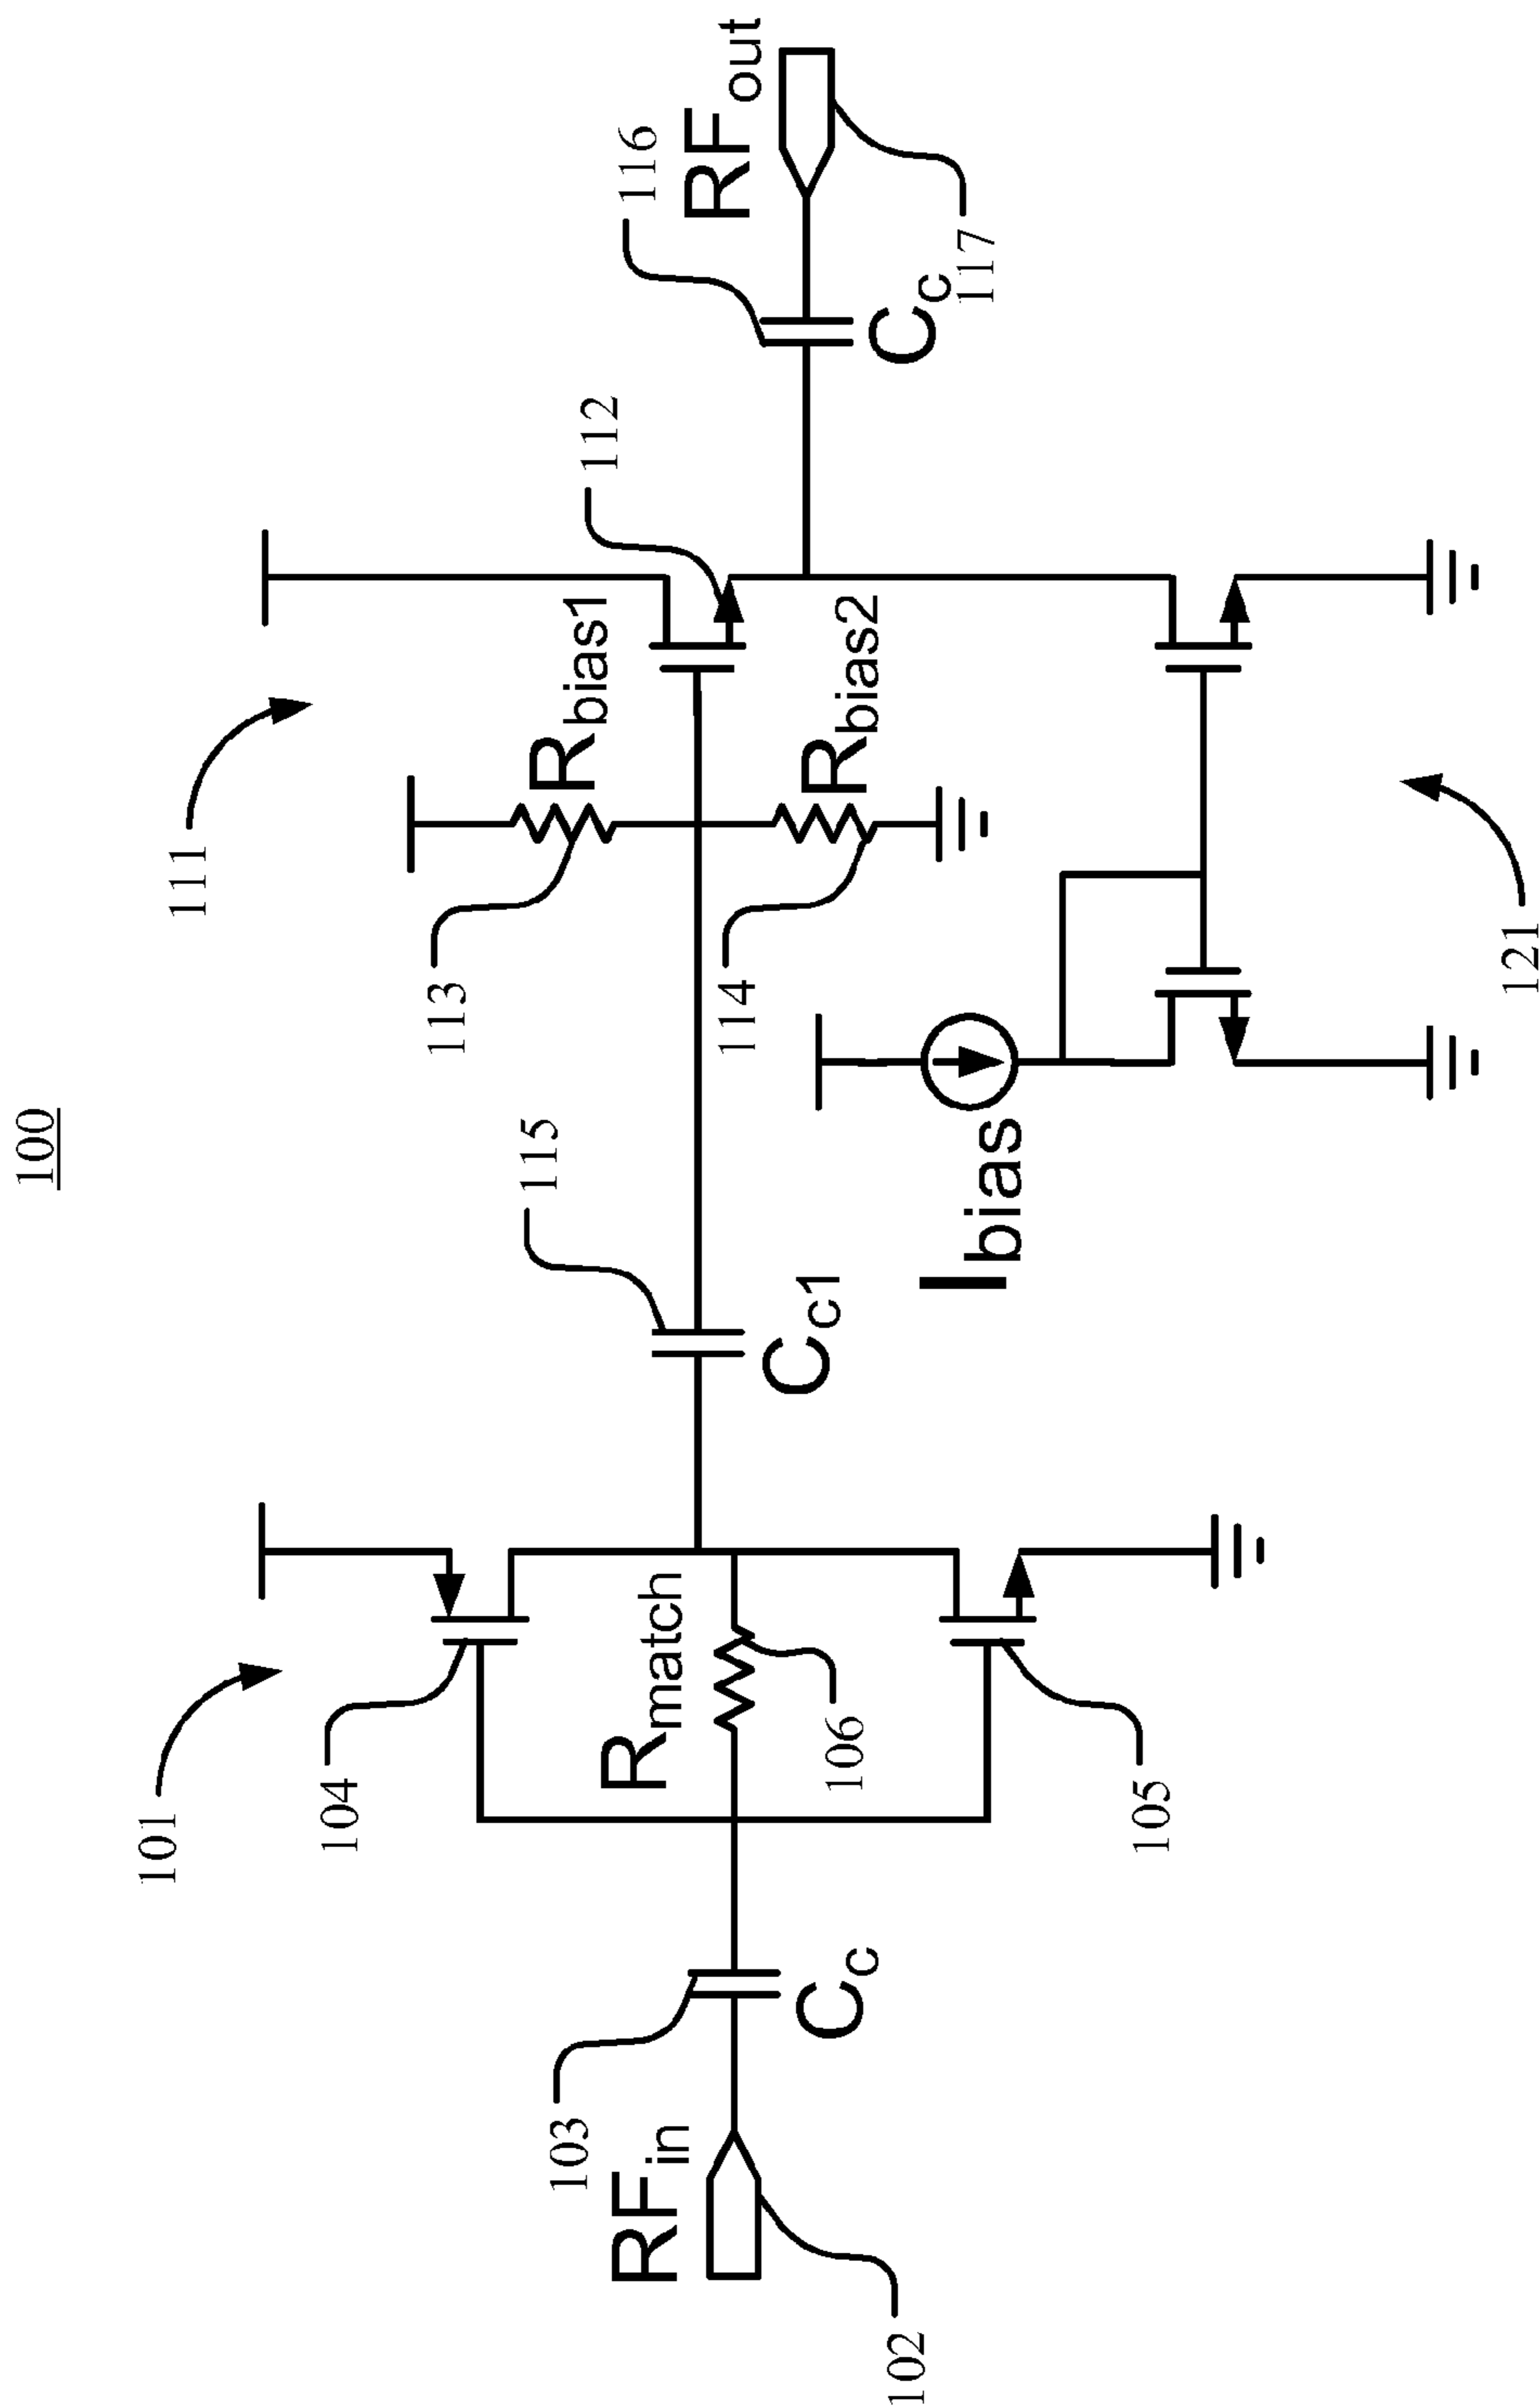 100
101
111
104
113
112
116
RFout
Rbias1
115
Cc1
Rmatch
103
RFin
Cc
106
114
Rbias2
Cc
117
102
105
Ibias
121